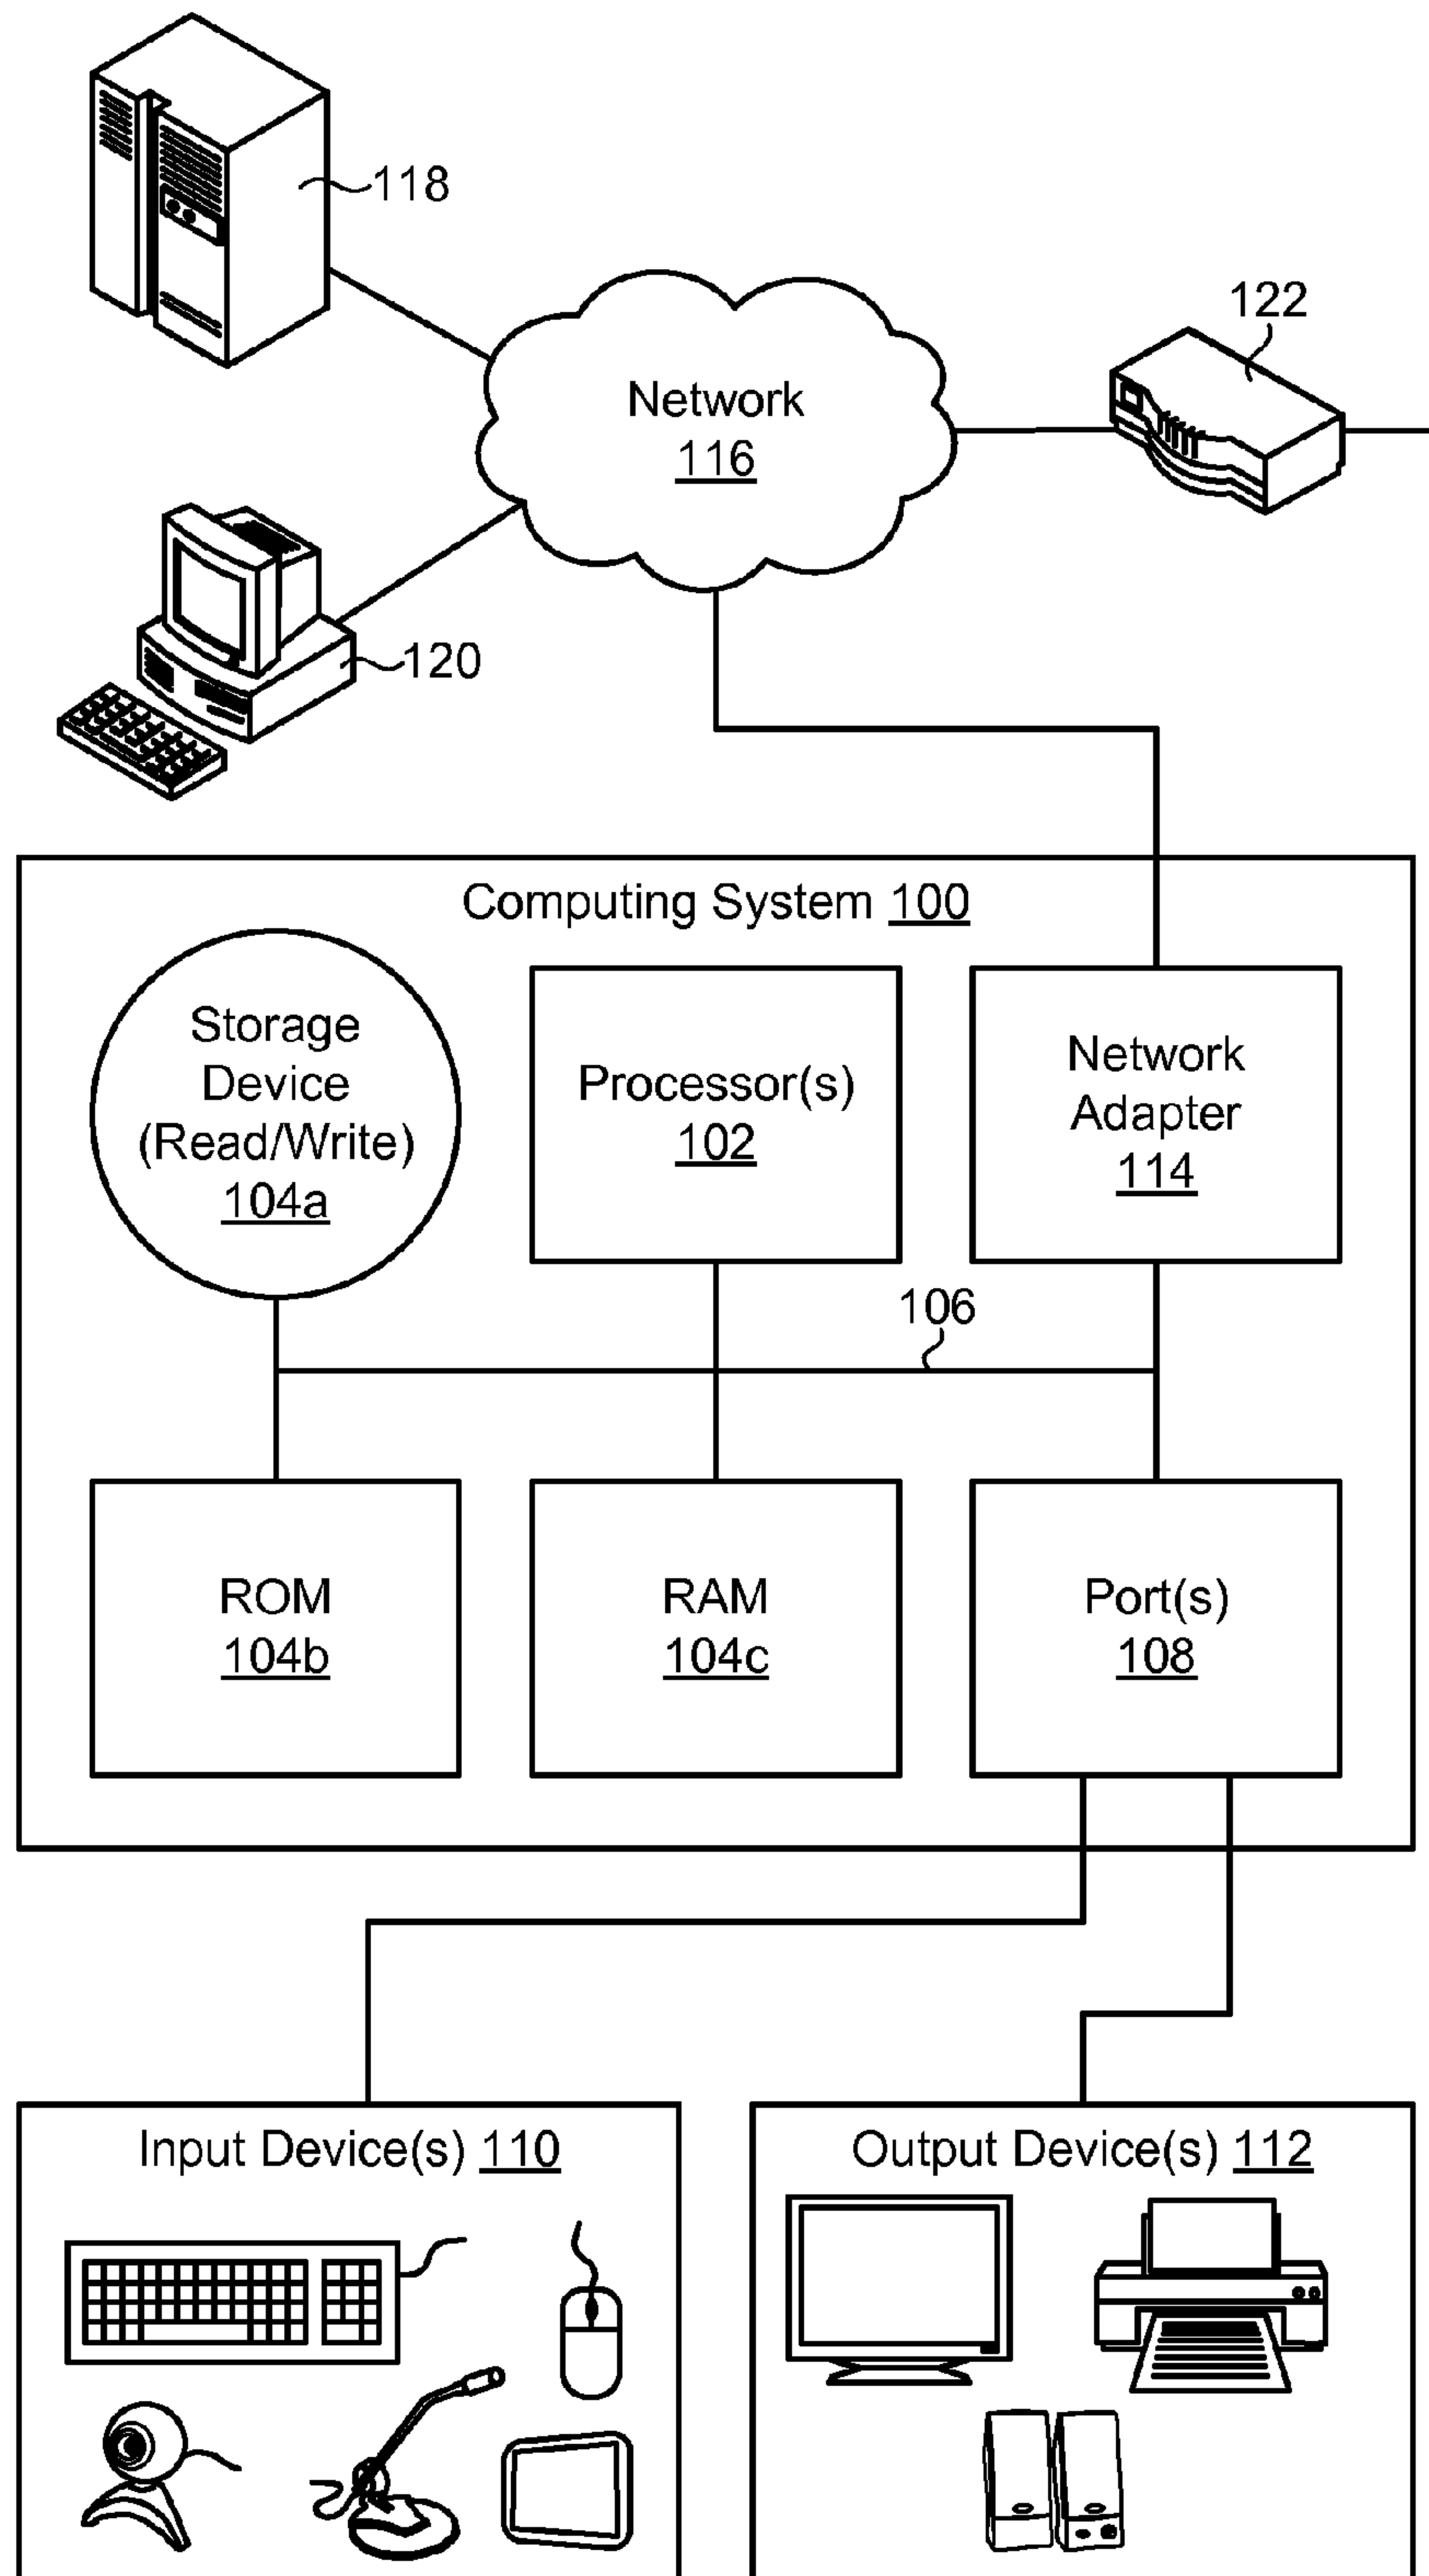 118
122
Network
116
120
Computing System 100
Storage
Device
(Read/Write)
104a
Processor(s)
102
Network
Adapter
114
106
ROM
104b
RAM
104c
Port(s)
108
Input Device(s) 110
Output Device(s) 112